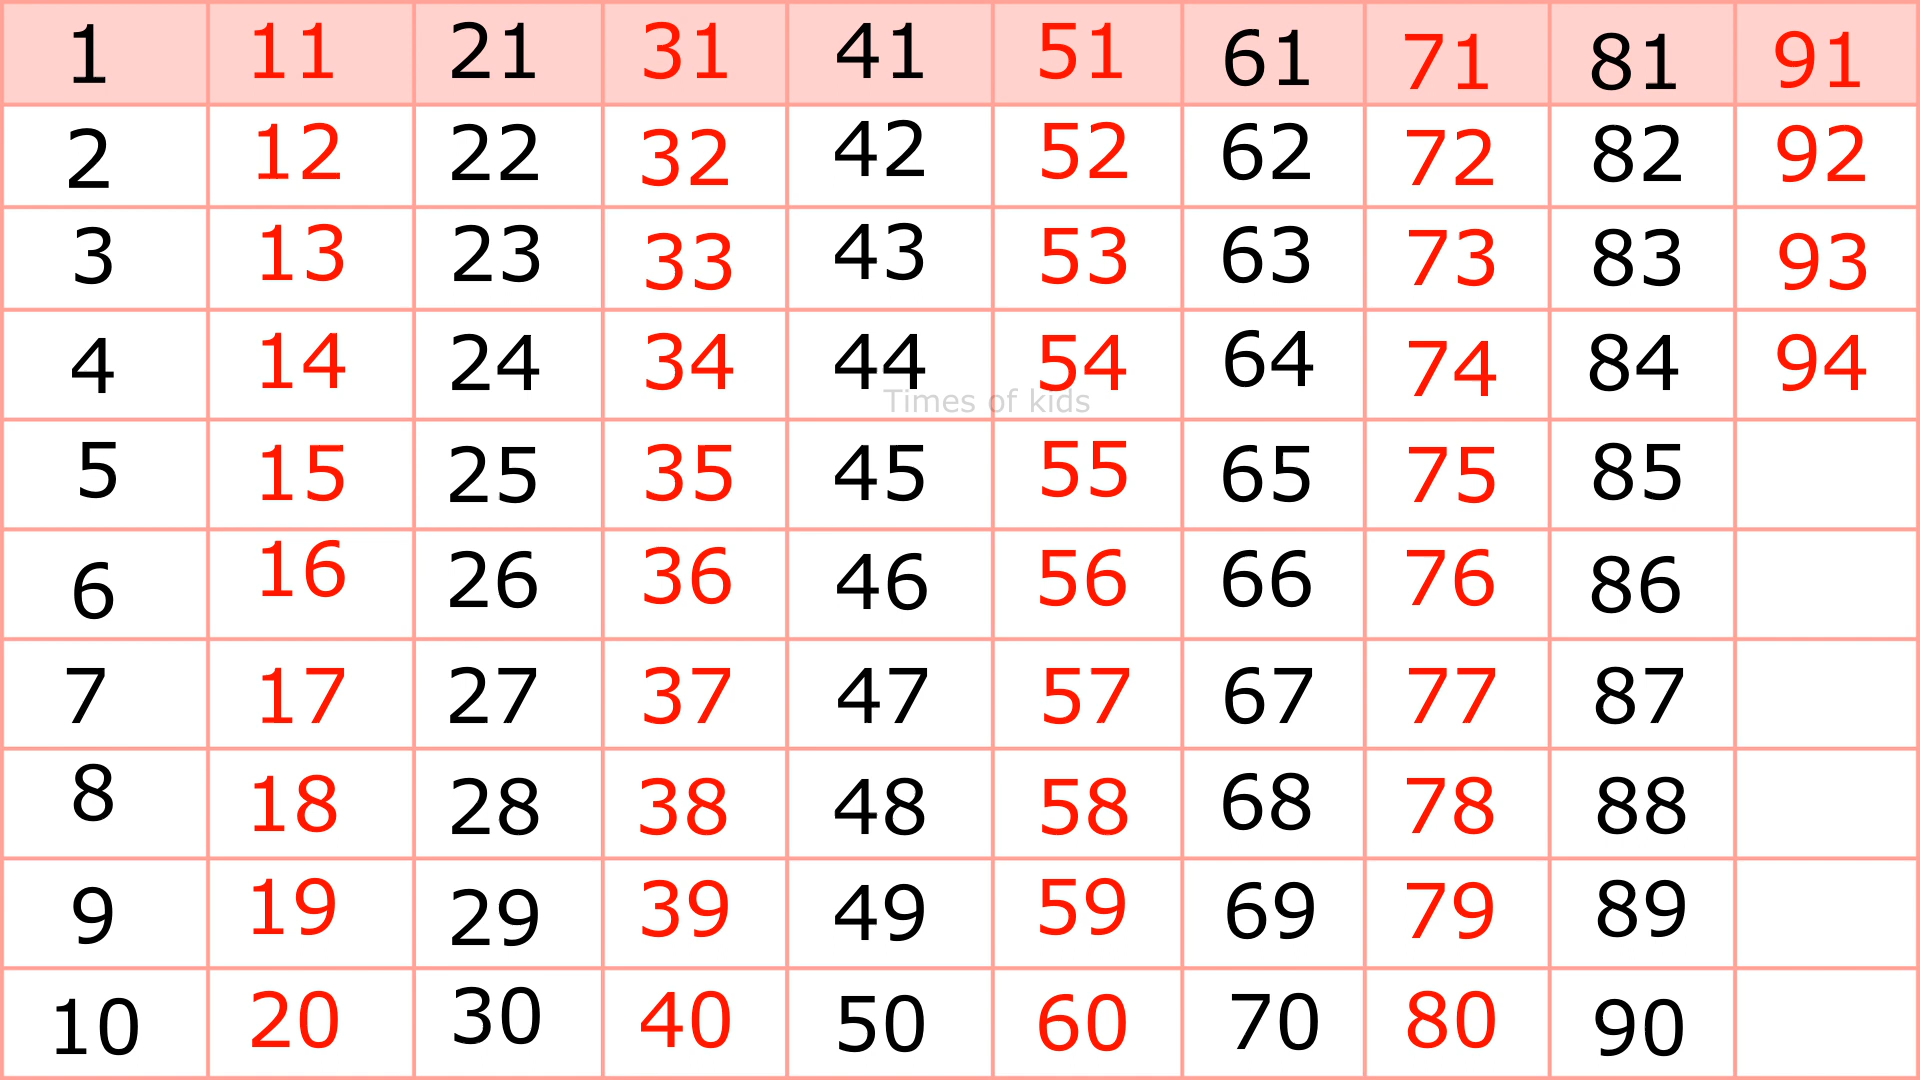 1 11 21 31 41 51 61 71 81 91
2 12 22 32 42 52 62 72 82 92
3 13 23 33 43 53 63 73 83 93
4 14 24 34 44 54 64 74 84 94
Times of kids
5 15 25 35 45 55 65 75 85
6 16 26 36 46 56 66 76 86
7 17 27 37 47 57 67 77 87
8 18 28 38 48 58 68 78 88
9 19 29 39 49 59 69 79 89
10 20 30 40 50 60 70 80 90